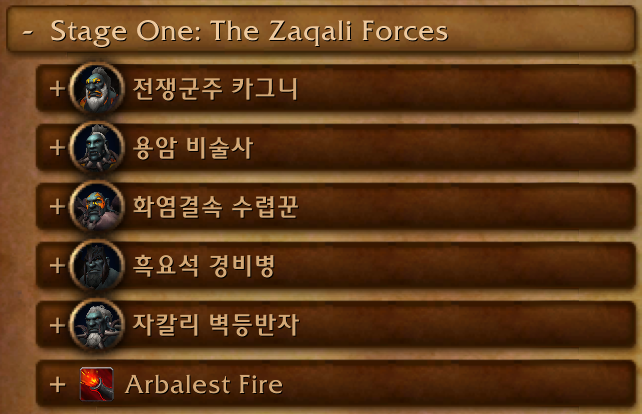 - Stage One: The Zaqali Forces
+ 전쟁군주 카그니
+ 용암 비술사
+ 화염결속 수렵꾼
+ 흑요석 경비병
+ 자칼리 벽등반자
+ Arbalest Fire